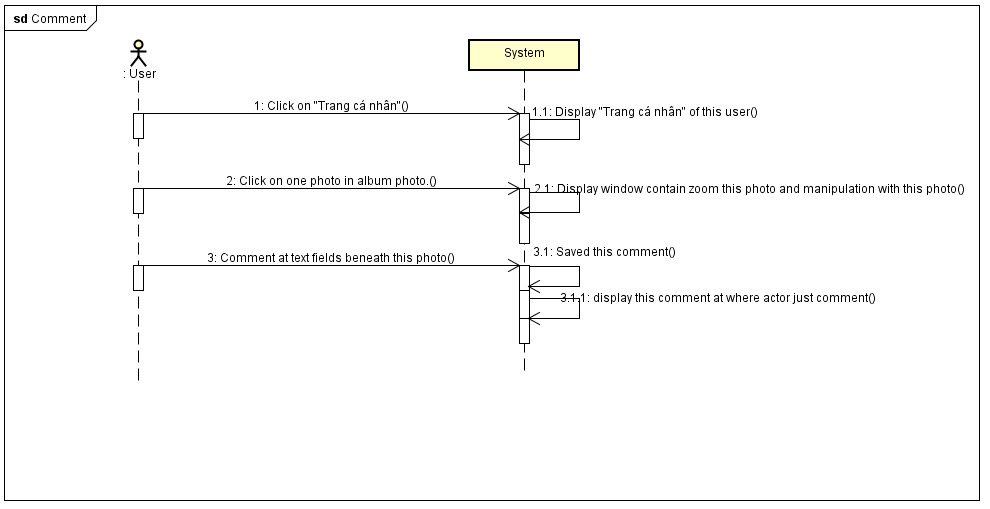 sd Comment
: User
System
1: Click on "Trang cá nhân"()
1.1: Display "Trang cá nhân" of this user()
2: Click on one photo in album photo.()
2.1: Display window contain zoom this photo and manipulation with this photo()
3: Comment at text fields beneath this photo()
3.1: Saved this comment()
3.1.1: display this comment at where actor just comment()